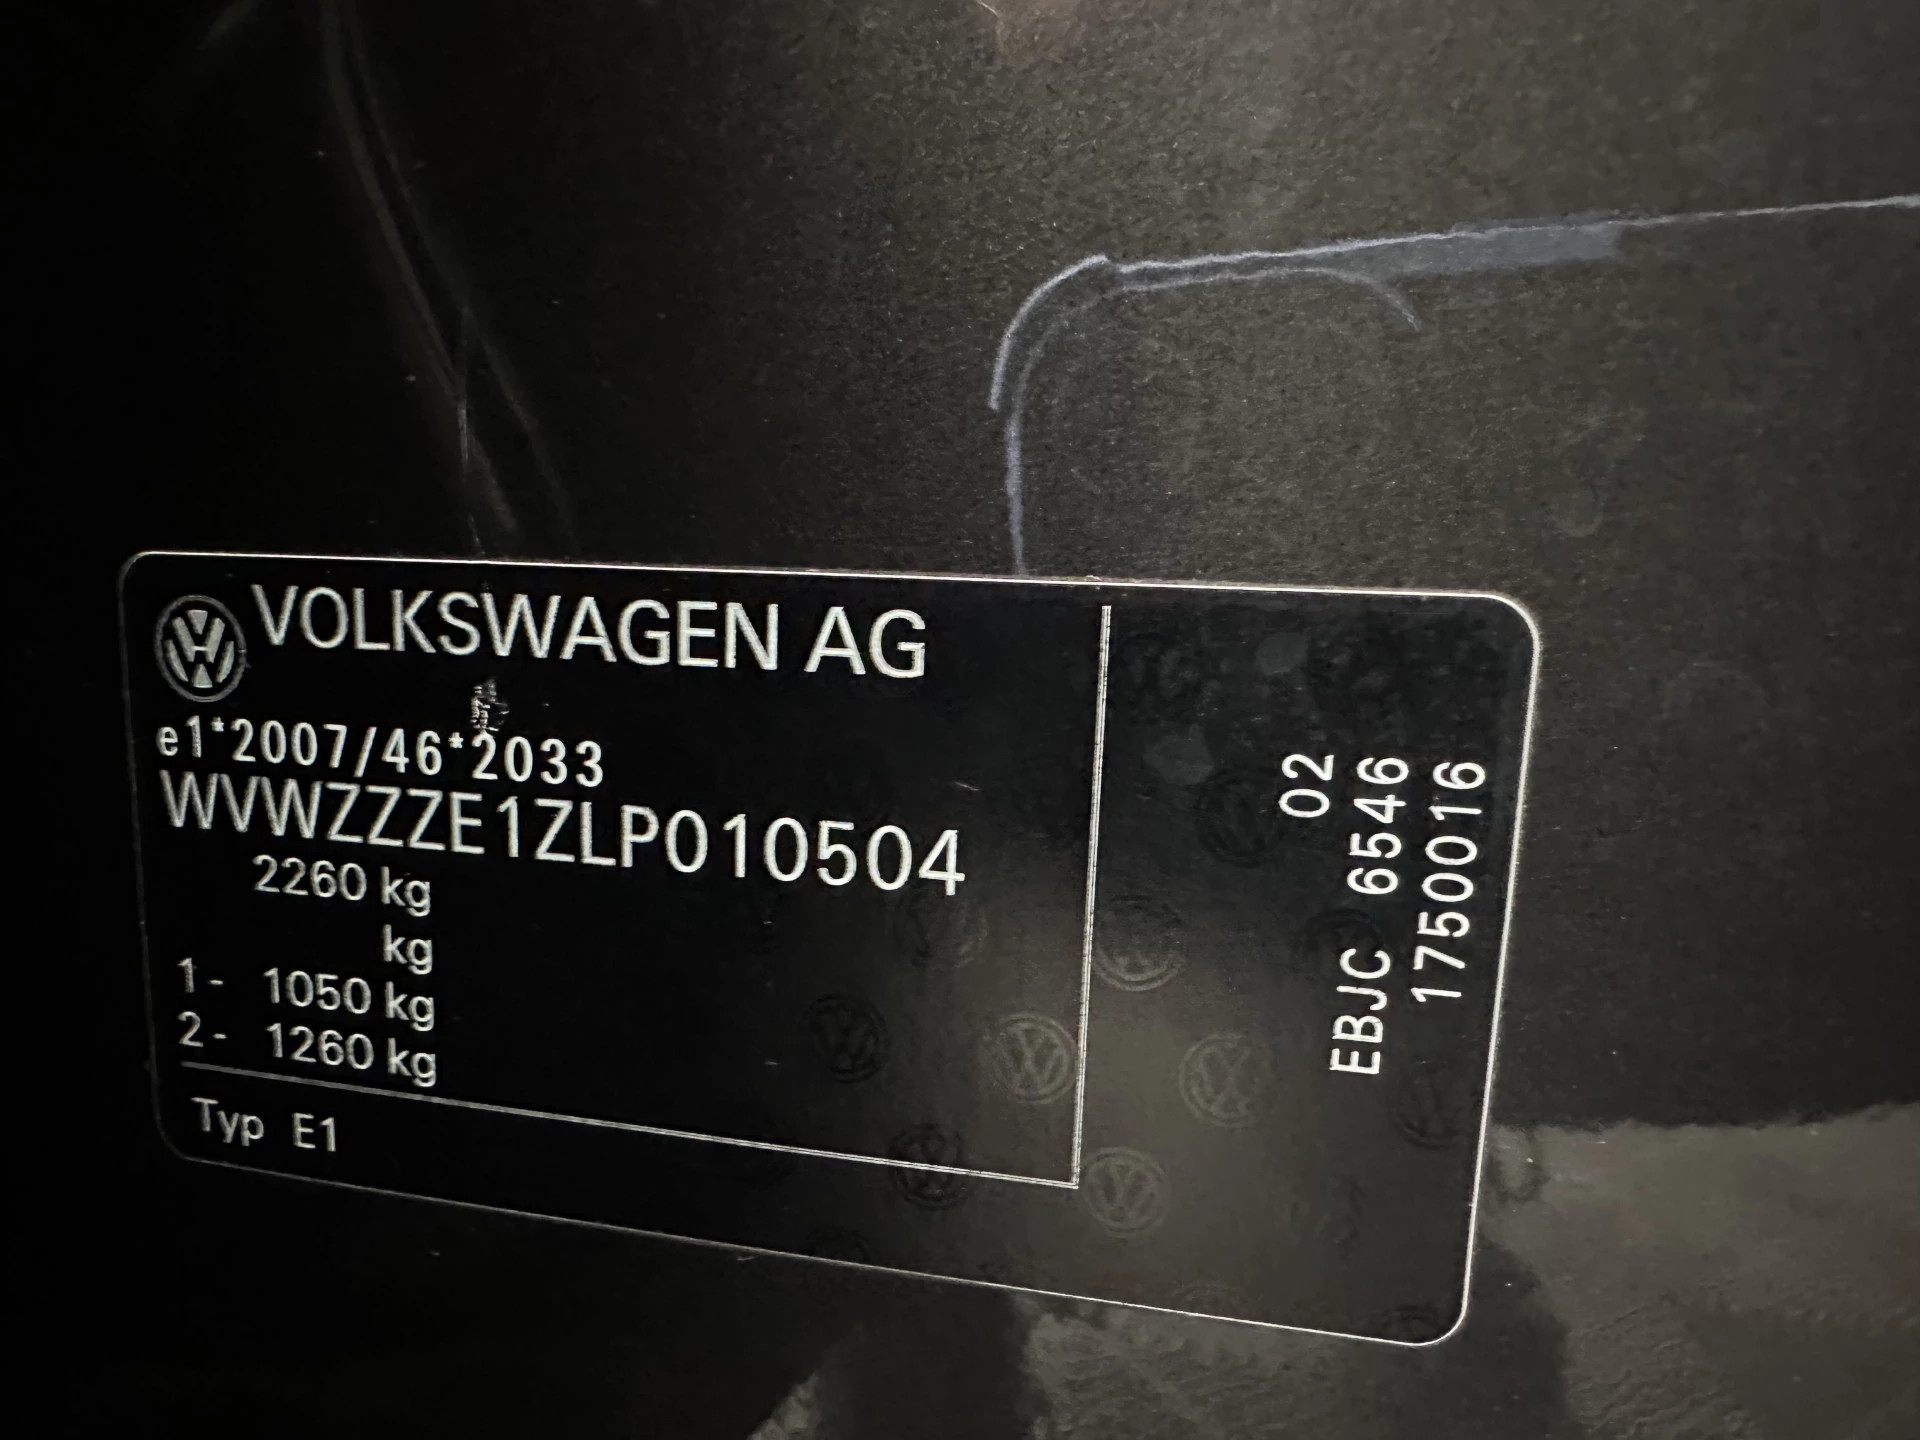 VOLKSWAGEN AG
e1*2007/46*2033
WVWZZZE1ZLP010504
2260 kg
kg
1- 1050 kg
2- 1260 kg
Typ E1
02
EBJC 6546
17500016